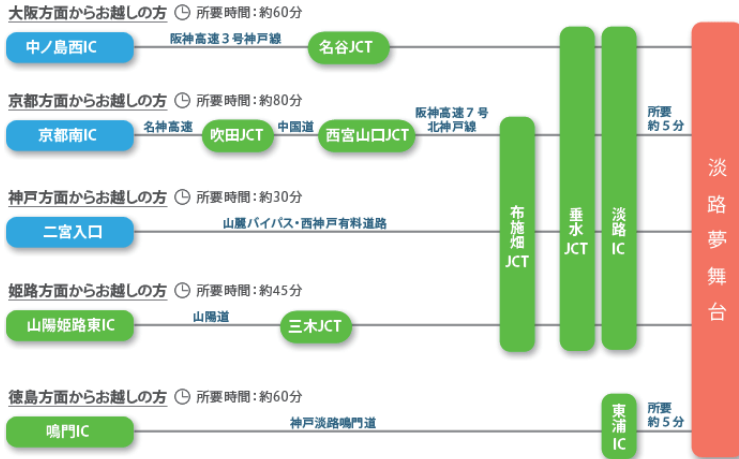 大阪方面からお越しの方 所要時間：約60分
中ノ島西IC 阪神高速３号神戸線 名谷JCT
京都方面からお越しの方 所要時間：約80分
京都南IC 名神高速 吹田JCT 中国道 西宮山口JCT 阪神高速７号
北神戸線
所要
約５分
神戸方面からお越しの方 所要時間：約30分
二宮入口 山麓バイパス・西神戸有料道路
布施畑JCT
垂水JCT
淡路IC
淡路夢舞台
姫路方面からお越しの方 所要時間：約45分
山陽姫路東IC 山陽道 三木JCT
徳島方面からお越しの方 所要時間：約60分
鳴門IC 神戸淡路鳴門道
東浦IC
所要
約５分